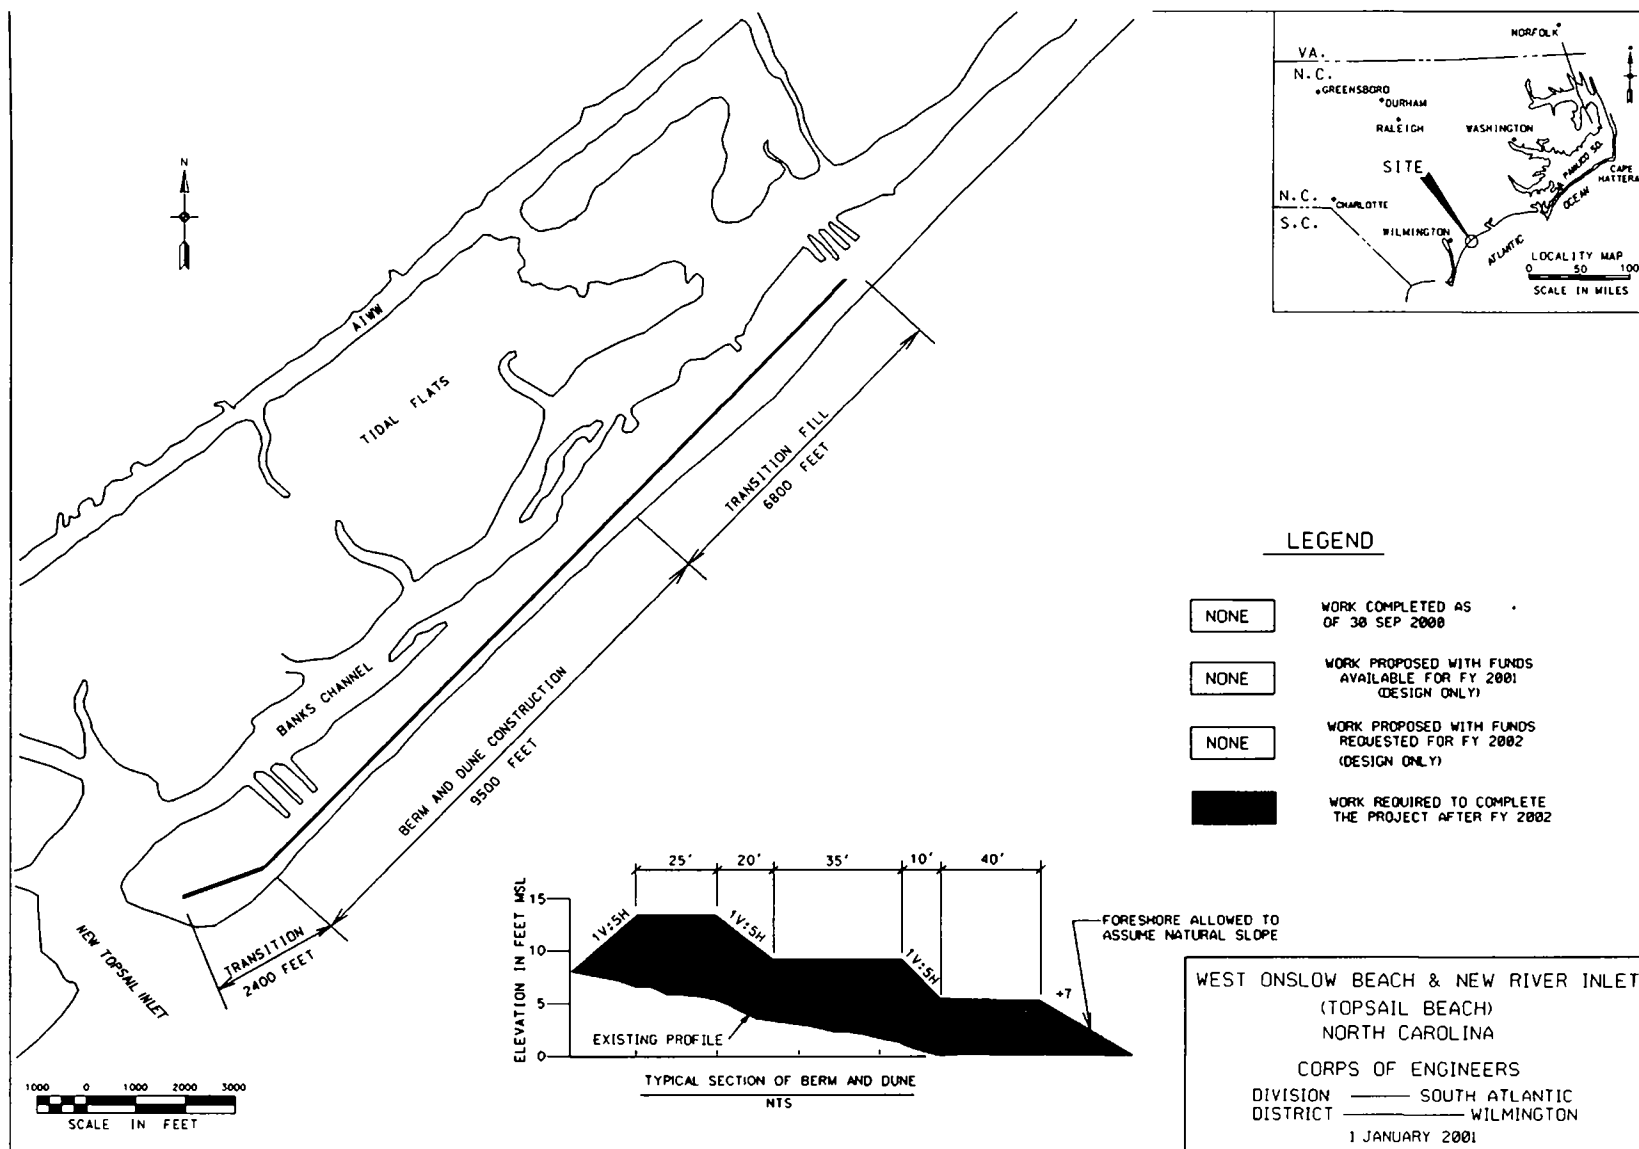 N
AIWW
TIDAL FLATS
BANKS CHANNEL
NEW TOPSAIL INLET
TRANSITION FILL
6800 FEET
BERM AND DUNE CONSTRUCTION
9500 FEET
TRANSITION
2400 FEET
1000 0 1000 2000 3000
SCALE IN FEET
NORFOLK
VA.
N.C.
GREENSBORO
DURHAM
RALEIGH
WASHINGTON
SITE
PAMLICO SD.
CAPE
HATTERA
OCEAN
N.C.
CHARLOTTE
S.C.
WILMINGTON
ATLANTIC
LOCALITY MAP
0 50 100
SCALE IN MILES
LEGEND
NONE WORK COMPLETED AS
OF 30 SEP 2000
NONE WORK PROPOSED WITH FUNDS
AVAILABLE FOR FY 2001
(DESIGN ONLY)
NONE WORK PROPOSED WITH FUNDS
REQUESTED FOR FY 2002
(DESIGN ONLY)
WORK REQUIRED TO COMPLETE
THE PROJECT AFTER FY 2002
25' 20' 35' 10' 40'
ELEVATION IN FEET MSL
15
10
5
0
1V:5H
1V:5H
1V:5H
+7
FORESHORE ALLOWED TO
ASSUME NATURAL SLOPE
EXISTING PROFILE
TYPICAL SECTION OF BERM AND DUNE
NTS
WEST ONSLOW BEACH & NEW RIVER INLET
(TOPSAIL BEACH)
NORTH CAROLINA
CORPS OF ENGINEERS
DIVISION SOUTH ATLANTIC
DISTRICT WILMINGTON
1 JANUARY 2001